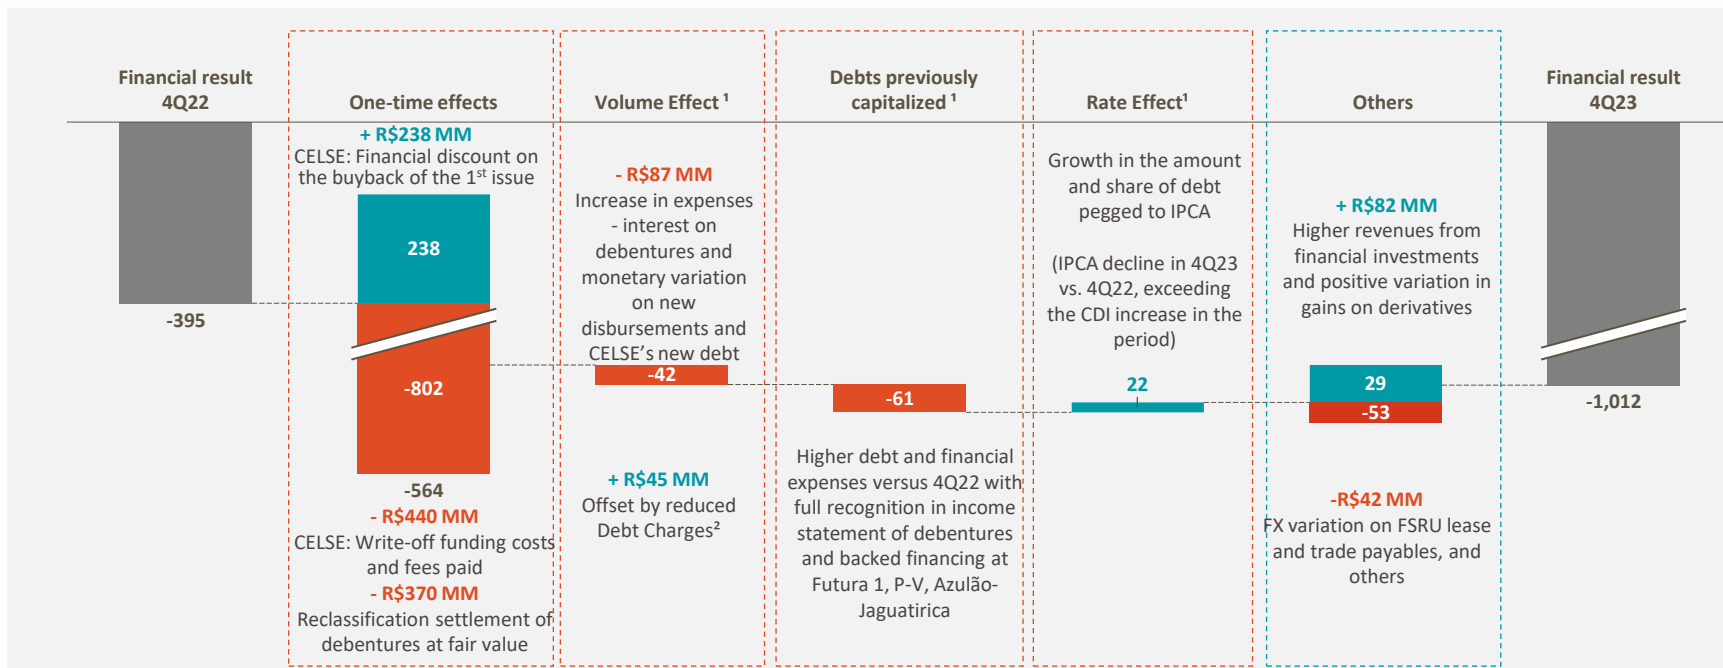 Financial result
4Q22
-395
One-time effects
+ R$238 MM
CELSE: Financial discount on
the buyback of the 1st issue
238
-802
-564
- R$440 MM
CELSE: Write-off funding costs
and fees paid
- R$370 MM
Reclassification settlement of
debentures at fair value
Volume Effect ¹
- R$87 MM
Increase in expenses
- interest on
debentures and
monetary variation
on new
disbursements and
CELSE's new debt
-42
+ R$45 MM
Offset by reduced
Debt Charges²
Debts previously
capitalized ¹
-61
Higher debt and financial
expenses versus 4Q22 with
full recognition in income
statement of debentures
and backed financing at
Futura 1, P-V, Azulão-
Jaguatirica
Rate Effect¹
Growth in the amount
and share of debt
pegged to IPCA
(IPCA decline in 4Q23
vs. 4Q22, exceeding
the CDI increase in the
period)
22
Others
+ R$82 MM
Higher revenues from
financial investments
and positive variation in
gains on derivatives
29
-53
-R$42 MM
FX variation on FSRU lease
and trade payables, and
others
Financial result
4Q23
-1,012